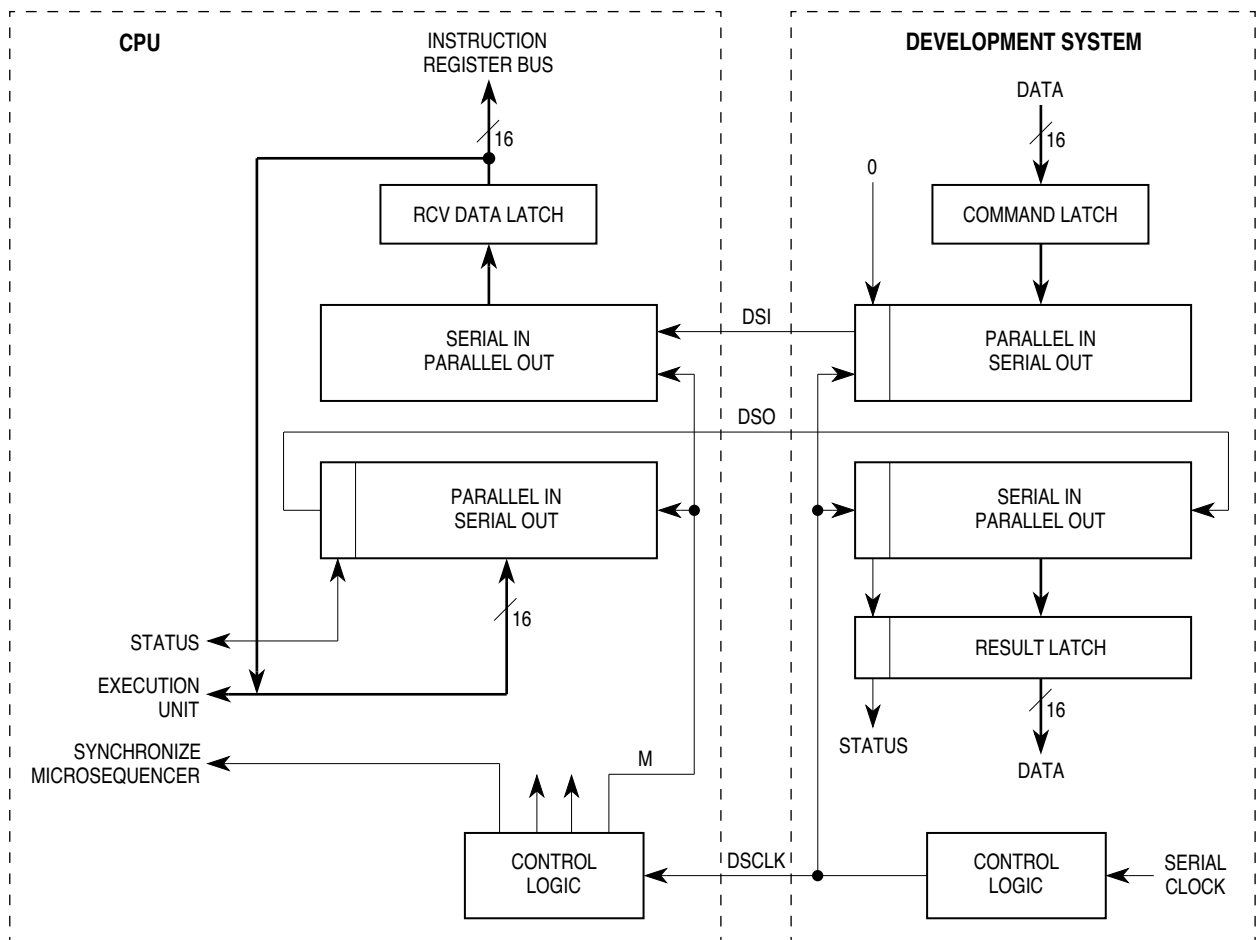 CPU
INSTRUCTION
REGISTER BUS
16
RCV DATA LATCH
SERIAL IN
PARALLEL OUT
PARALLEL IN
SERIAL OUT
16
STATUS
EXECUTION
UNIT
SYNCHRONIZE
MICROSEQUENCER
M
CONTROL
LOGIC
DSI
DSO
DSCLK
DEVELOPMENT SYSTEM
DATA
16
0
COMMAND LATCH
PARALLEL IN
SERIAL OUT
SERIAL IN
PARALLEL OUT
RESULT LATCH
16
STATUS
DATA
CONTROL
LOGIC
SERIAL
CLOCK